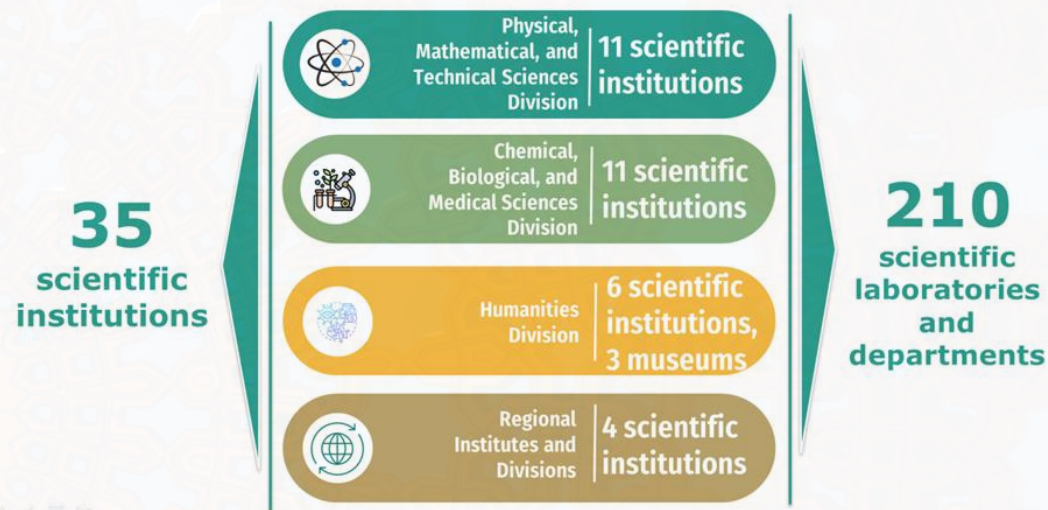 35
scientific
institutions
Physical,
Mathematical, and
Technical Sciences
Division
11 scientific
institutions
Chemical,
Biological, and
Medical Sciences
Division
11 scientific
institutions
Humanities
Division
6 scientific
institutions,
3 museums
Regional
Institutes and
Divisions
4 scientific
institutions
210
scientific
laboratories
and
departments